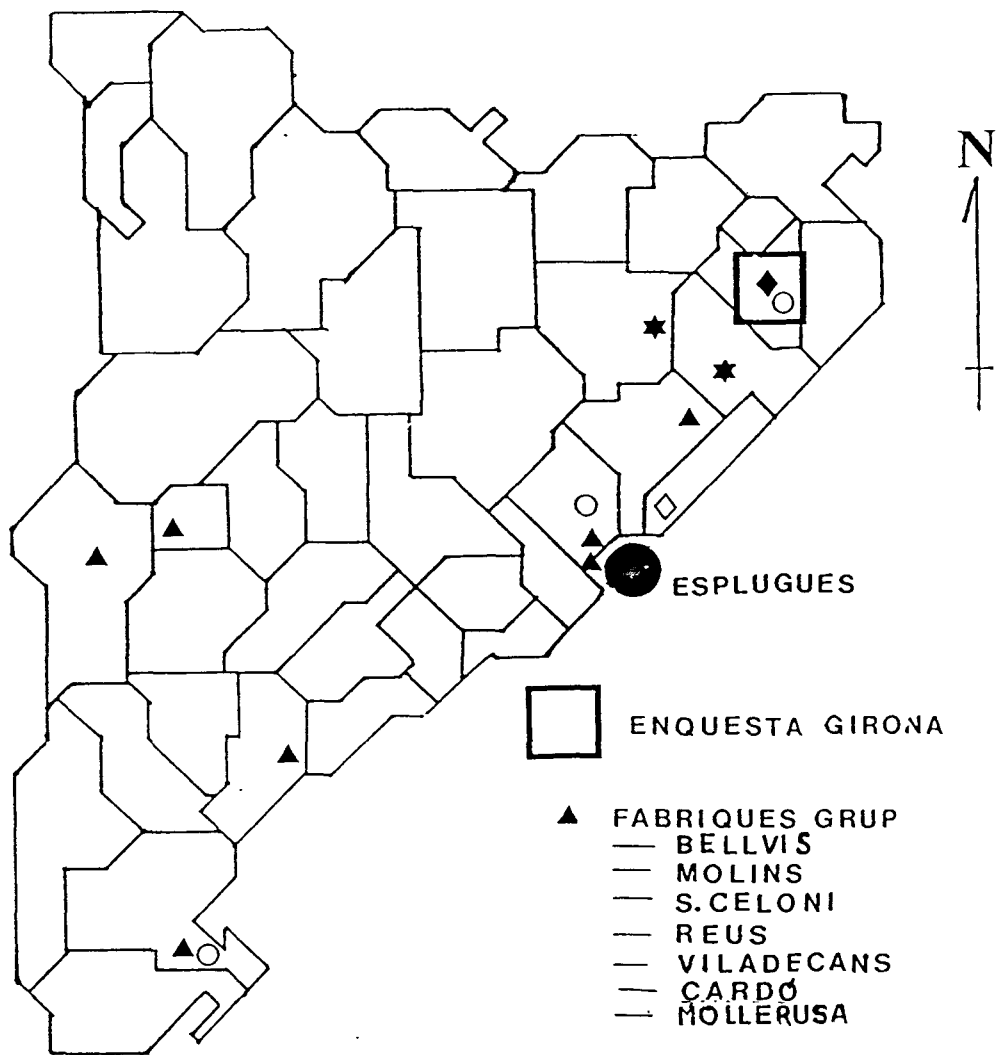 N
ESPLUGUES
ENQUESTA GIRONA
▲ FABRIQUES GRUP
— BELLVIS
— MOLINS
— S.CELONI
— REUS
— VILADECANS
— CARDÓ
— MOLLERUSA